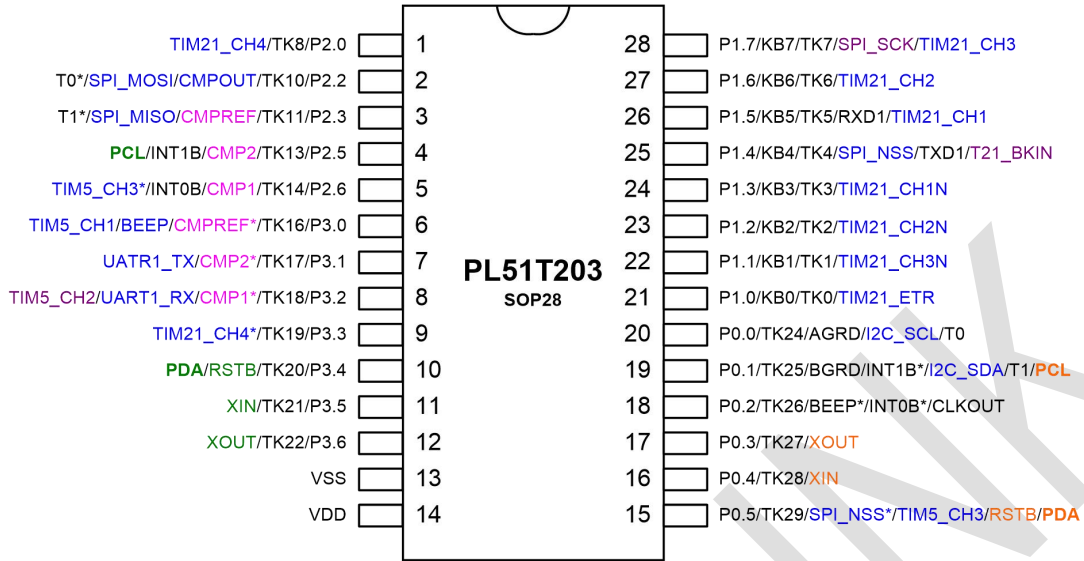 TIM21_CH4/TK8/P2.0 1 28 P1.7/KB7/TK7/SPI_SCK/TIM21_CH3
T0*/SPI_MOSI/CMPOUT/TK10/P2.2 2 27 P1.6/KB6/TK6/TIM21_CH2
T1*/SPI_MISO/CMPREF/TK11/P2.3 3 26 P1.5/KB5/TK5/RXD1/TIM21_CH1
PCL/INT1B/CMP2/TK13/P2.5 4 25 P1.4/KB4/TK4/SPI_NSS/TXD1/T21_BKIN
TIM5_CH3*/INT0B/CMP1/TK14/P2.6 5 24 P1.3/KB3/TK3/TIM21_CH1N
TIM5_CH1/BEEP/CMPREF*/TK16/P3.0 6 23 P1.2/KB2/TK2/TIM21_CH2N
UATR1_TX/CMP2*/TK17/P3.1 7 22 P1.1/KB1/TK1/TIM21_CH3N
PL51T203
TIM5_CH2/UART1_RX/CMP1*/TK18/P3.2 8 SOP28 21 P1.0/KB0/TK0/TIM21_ETR
TIM21_CH4*/TK19/P3.3 9 20 P0.0/TK24/AGRD/I2C_SCL/T0
PDA/RSTB/TK20/P3.4 10 19 P0.1/TK25/BGRD/INT1B*/I2C_SDA/T1/PCL
XIN/TK21/P3.5 11 18 P0.2/TK26/BEEP*/INT0B*/CLKOUT
XOUT/TK22/P3.6 12 17 P0.3/TK27/XOUT
VSS 13 16 P0.4/TK28/XIN
VDD 14 15 P0.5/TK29/SPI_NSS*/TIM5_CH3/RSTB/PDA